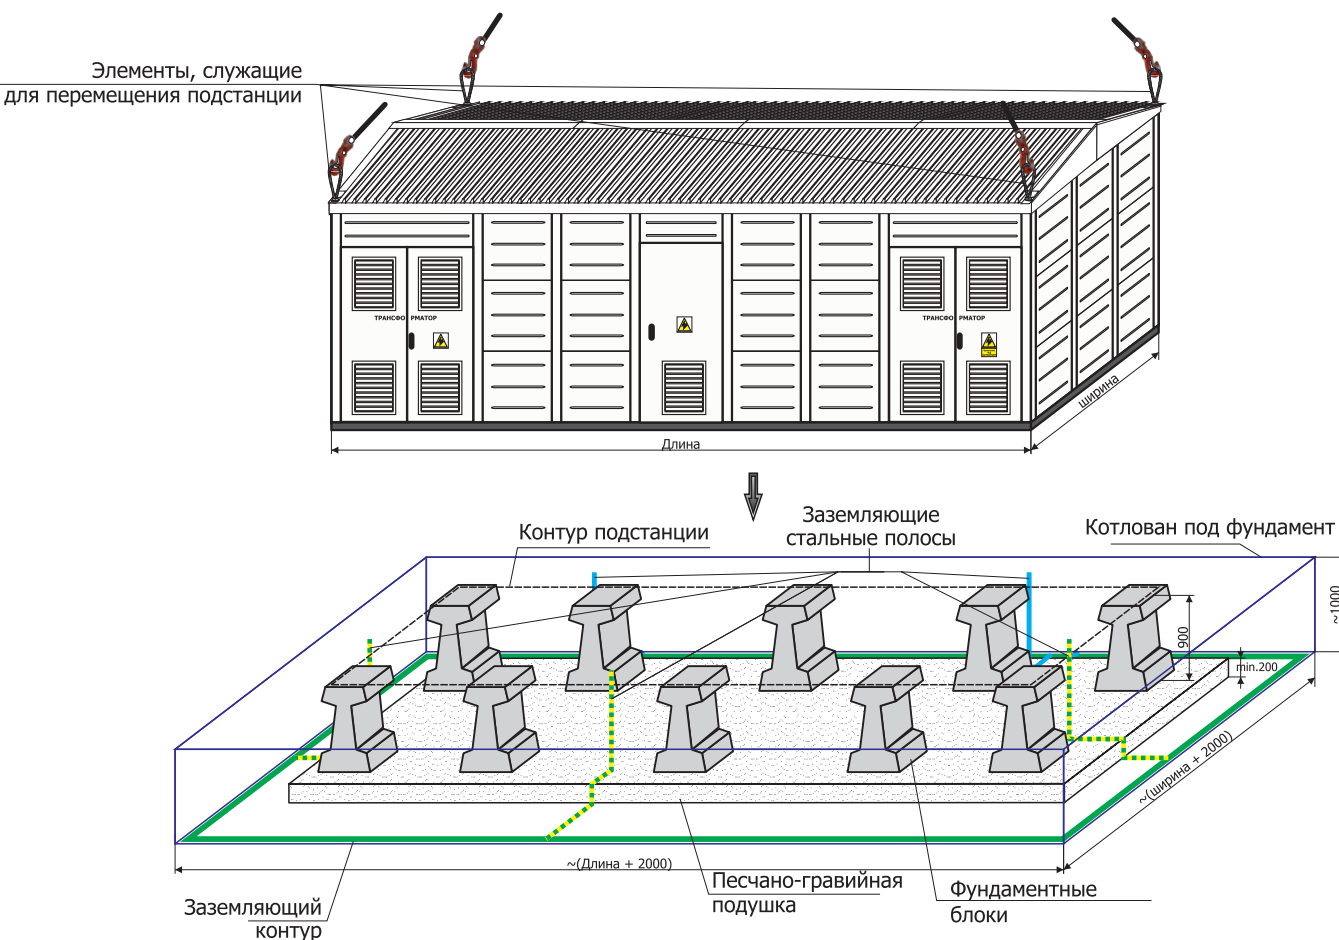 Элементы, служащие
для перемещения подстанции
ТРАНСФО РМАТОР
ТРАНСФО РМАТОР
ширина
Длина
Контур подстанции
Заземляющие
стальные полосы
Котлован под фундамент
~1000
900
min.200
~(ширина + 2000)
~(Длина + 2000)
Песчано-гравийная
подушка
Фундаментные
блоки
Заземляющий
контур